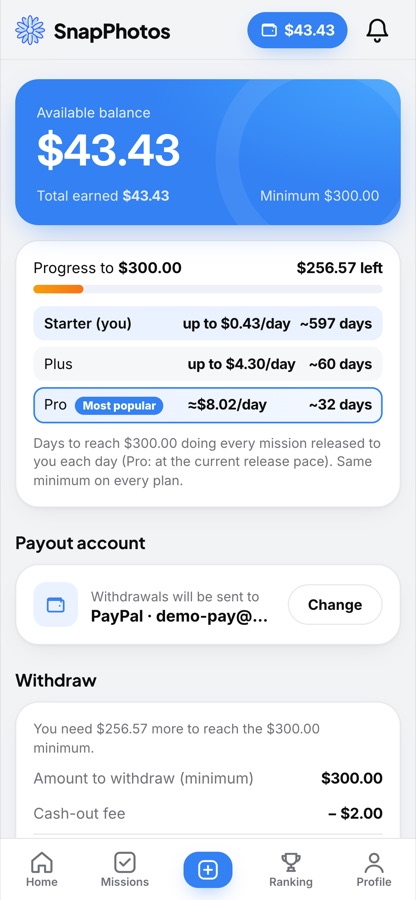 SnapPhotos
$43.43
Available balance
$43.43
Total earned $43.43
Minimum $300.00
Progress to $300.00
$256.57 left
Starter (you) up to $0.43/day ~597 days
Plus up to $4.30/day ~60 days
Pro Most popular ≈$8.02/day ~32 days
Days to reach $300.00 doing every mission released to
you each day (Pro: at the current release pace). Same
minimum on every plan.
Payout account
Withdrawals will be sent to
PayPal · demo-pay@...
Change
Withdraw
You need $256.57 more to reach the $300.00
minimum.
Amount to withdraw (minimum) $300.00
Cash-out fee – $2.00
Home
Missions
Ranking
Profile